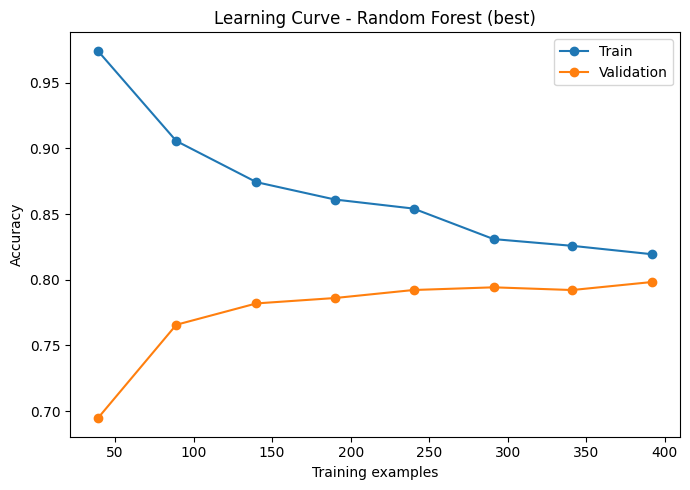 Learning Curve - Random Forest (best)
Train
Validation
0.95
0.90
0.85
0.80
0.75
0.70
Accuracy
50 100 150 200 250 300 350 400
Training examples